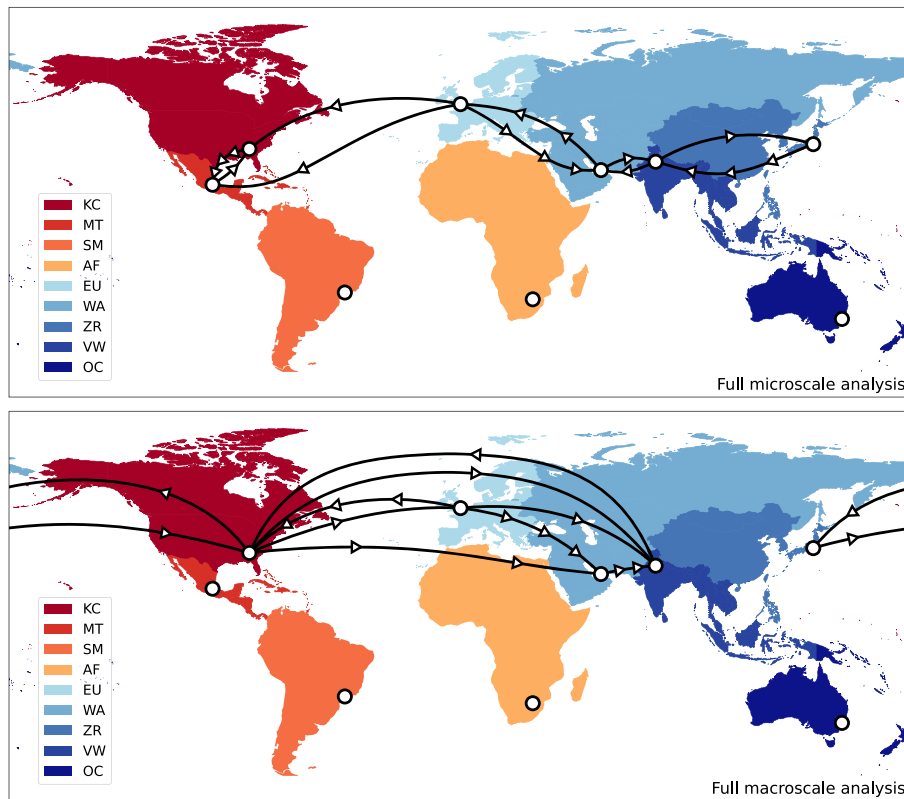 KC
MT
SM
AF
EU
WA
ZR
VW
OC
Full microscale analysis
KC
MT
SM
AF
EU
WA
ZR
VW
OC
Full macroscale analysis